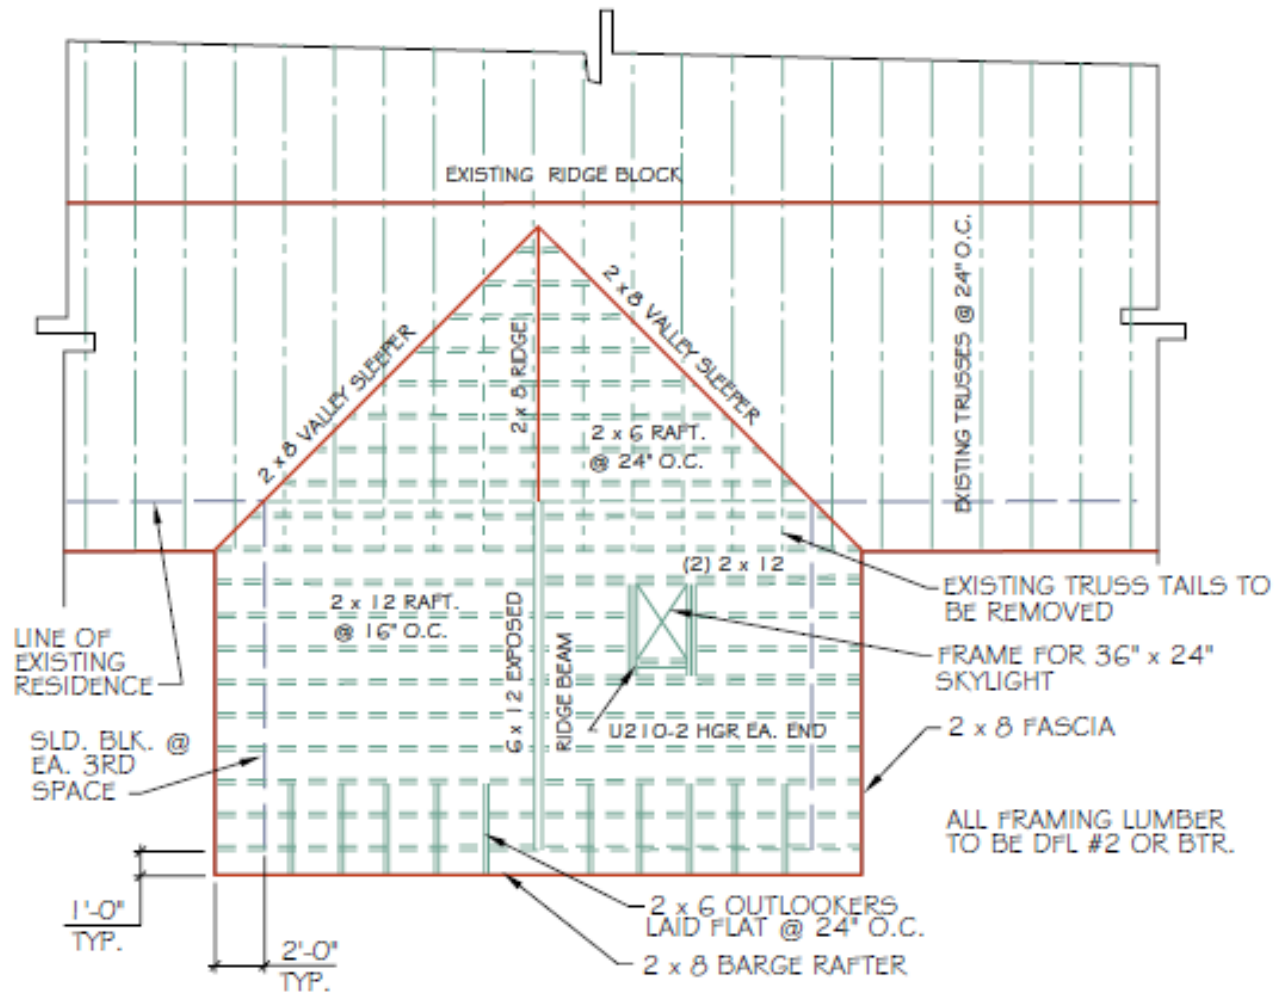 EXISTING RIDGE BLOCK
2 x 8 VALLEY SLEEPER
2 x 8 RIDGE
2 x 8 VALLEY SLEEPER
EXISTING TRUSSES @ 24" O.C.
2 x 6 RAFT.
@ 24" O.C.
(2) 2 x 12
2 x 12 RAFT.
@ 16" O.C.
6 x 12 EXPOSED
RIDGE BEAM
EXISTING TRUSS TAILS TO
BE REMOVED
LINE OF
EXISTING
RESIDENCE
FRAME FOR 36" x 24"
SKYLIGHT
U210-2 HGR EA. END
2 x 8 FASCIA
SLD. BLK. @
EA. 3RD
SPACE
ALL FRAMING LUMBER
TO BE DFL #2 OR BTR.
1'-0"
TYP.
2'-0"
TYP.
2 x 6 OUTLOOKERS
LAID FLAT @ 24" O.C.
2 x 8 BARGE RAFTER